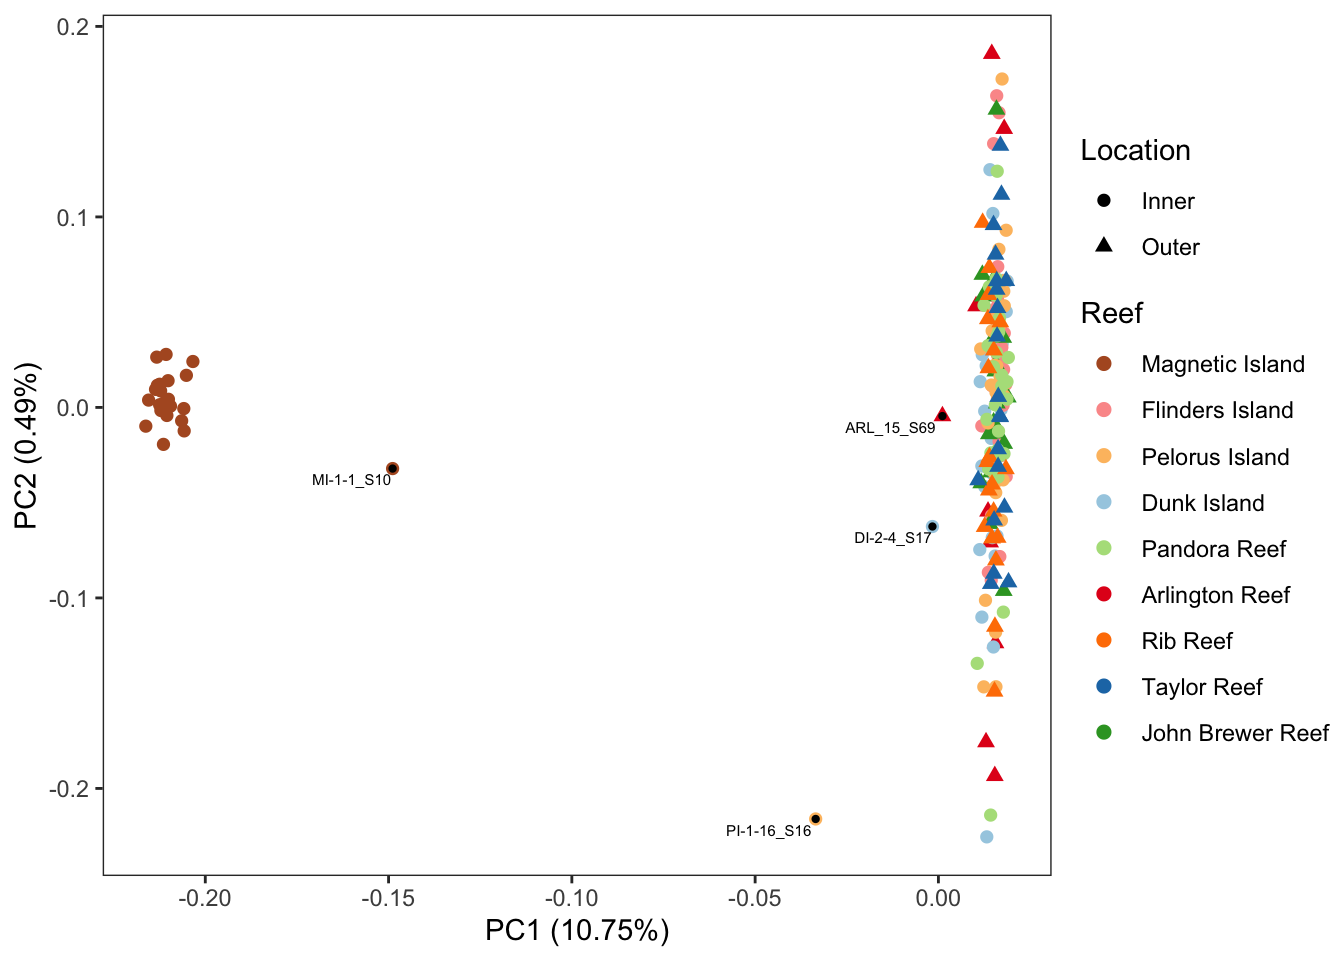 0.2
0.1
0.0
-0.1
-0.2
PC2 (0.49%)
ARL_15_S69
MI-1-1_S10
DI-2-4_S17
PI-1-16_S16
-0.20
-0.15
-0.10
-0.05
0.00
PC1 (10.75%)
Location
Inner
Outer
Reef
Magnetic Island
Flinders Island
Pelorus Island
Dunk Island
Pandora Reef
Arlington Reef
Rib Reef
Taylor Reef
John Brewer Reef